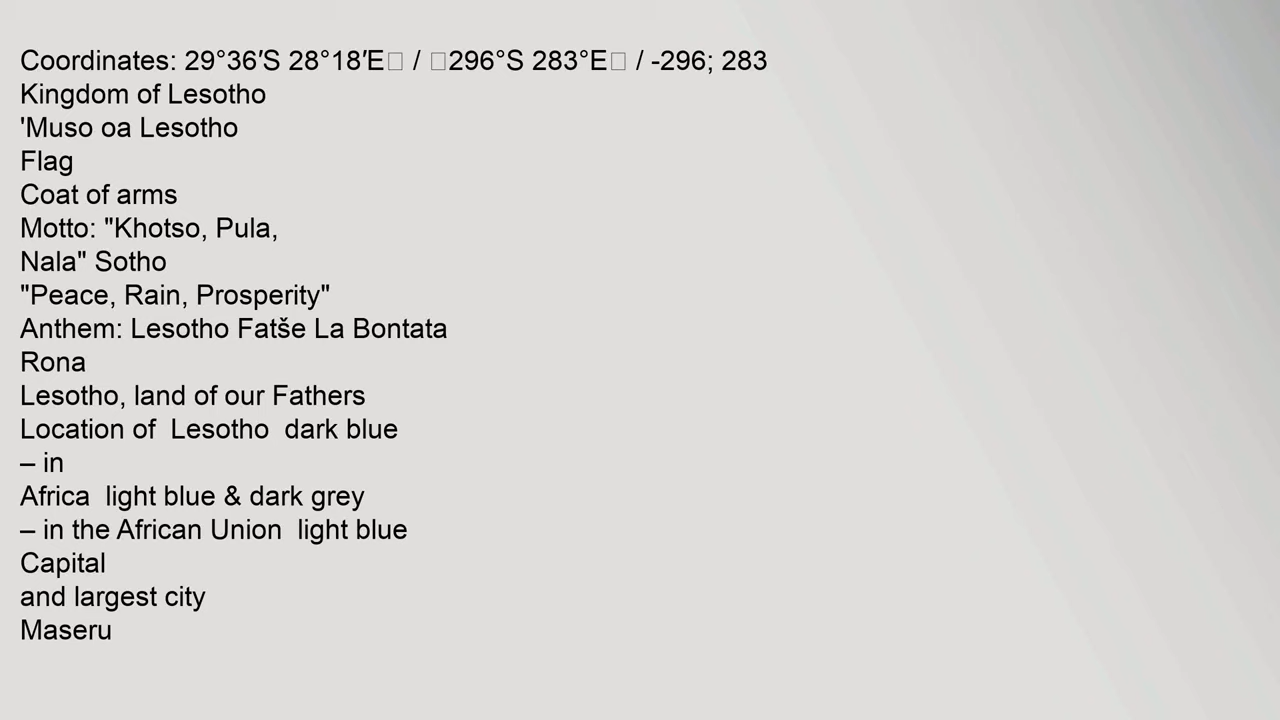 Coordinates: 29°36′S 28°18′E□ / □296°S 283°E□ / -296; 283
Kingdom of Lesotho
'Muso oa Lesotho
Flag
Coat of arms
Motto: "Khotso, Pula,
Nala" Sotho
"Peace, Rain, Prosperity"
Anthem: Lesotho Fatše La Bontata
Rona
Lesotho, land of our Fathers
Location of  Lesotho  dark blue
– in
Africa  light blue & dark grey
– in the African Union  light blue
Capital
and largest city
Maseru